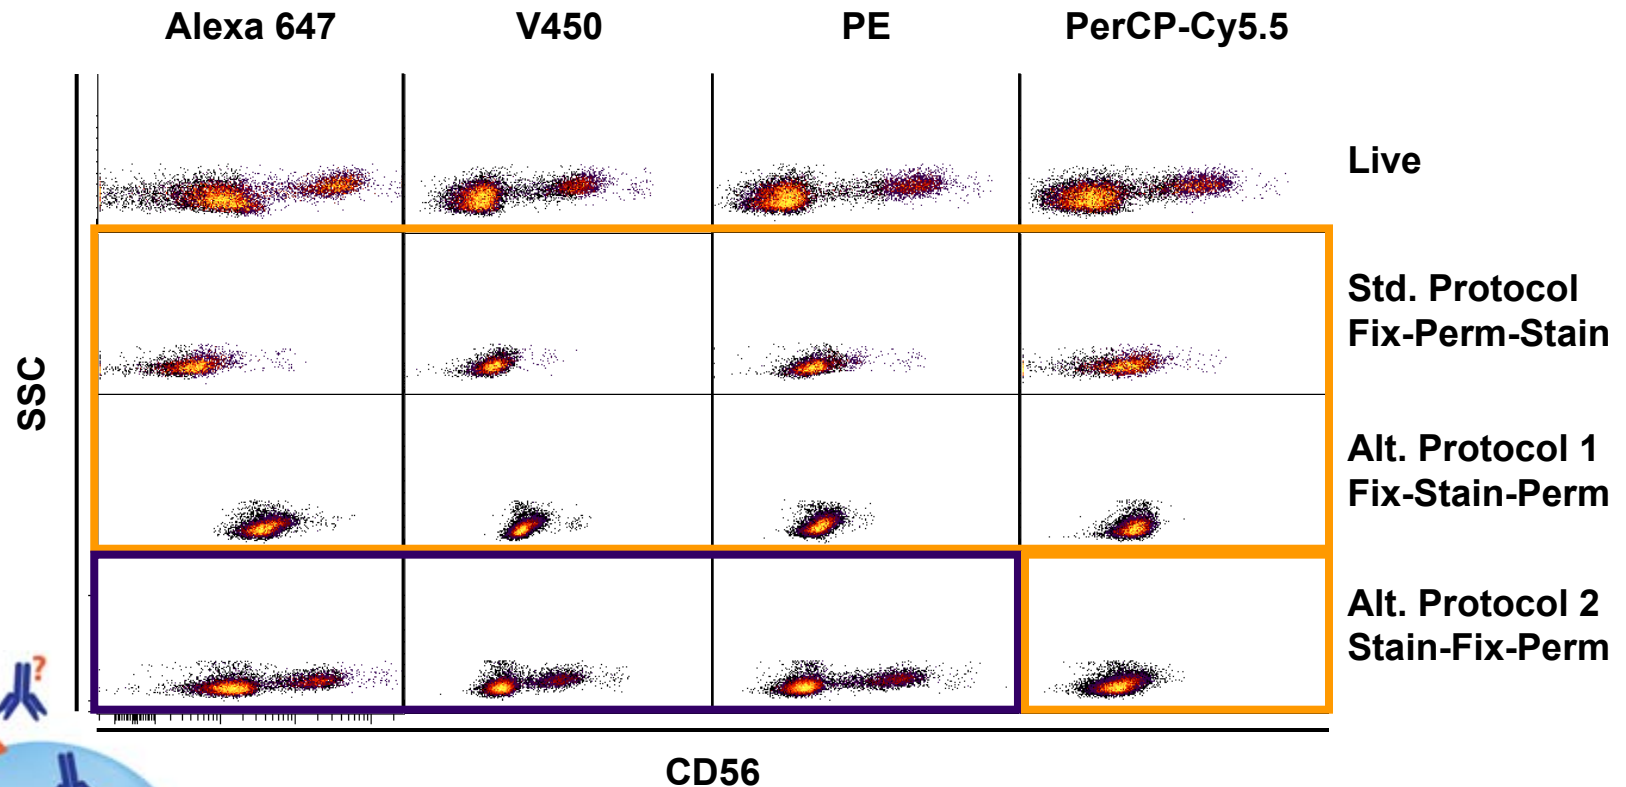 Alexa 647
V450
PE
PerCP-Cy5.5
Live
Std. Protocol
Fix-Perm-Stain
SSC
Alt. Protocol 1
Fix-Stain-Perm
Alt. Protocol 2
Stain-Fix-Perm
?
CD56